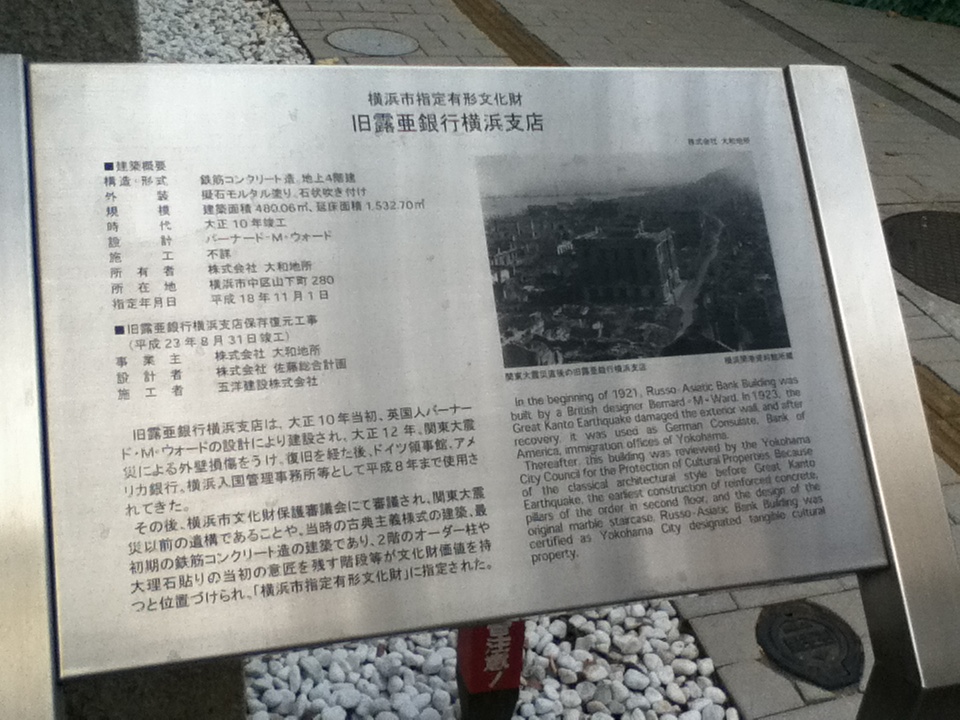 横浜市指定有形文化財
旧露亜銀行横浜支店
株式会社 大和地所
■建築概要
構造・形式 鉄筋コンクリート造、地上4階建
外装 擬石モルタル塗り、石状吹き付け
規模 建築面積 480.06㎡、延床面積 1,532.70㎡
時代 大正10年竣工
設計 バーナード・M・ウォード
施工 不詳
所有者 株式会社 大和地所
所在地 横浜市中区山下町280
指定年月日 平成18年11月1日
■旧露亜銀行横浜支店保存復元工事
(平成23年8月31日竣工)
事業主 株式会社 大和地所
設計者 株式会社 佐藤総合計画
施工者 五洋建設株式会社
旧露亜銀行横浜支店は、大正10年当初、英国人バーナー
ド・M・ウォードの設計により建設され、大正12年、関東大震
災による外壁損傷をうけ、復旧を経た後、ドイツ領事館、アメ
リカ銀行、横浜入国管理事務所等として平成8年まで使用さ
れてきた。
その後、横浜市文化財保護審議会にて審議され、関東大震
災以前の遺構であることや、当時の古典主義様式の建築、最
初期の鉄筋コンクリート造の建築であり、2階のオーダー柱や
大理石貼りの当初の意匠を残す階段等が文化財価値を持
つと位置づけられ、「横浜市指定有形文化財」に指定された。
関東大震災直後の旧露亜銀行横浜支店
横浜開港資料館所蔵
In the beginning of 1921, Russo-Asiatic Bank Building was
built by a British designer Bernard・M・Ward. In 1923, the
Great Kanto Earthquake damaged the exterior wall, and after
recovery, it was used as German Consulate, Bank of
America, immigration offices of Yokohama.
Thereafter, this building was reviewed by the Yokohama
City Council for the Protection of Cultural Properties. Because
of the classical architectural style before Great Kanto
Earthquake, the earliest construction of reinforced concrete,
pillars of the order in second floor, and the design of the
original marble staircase, Russo-Asiatic Bank Building was
certified as Yokohama City designated tangible cultural
property.
注意!